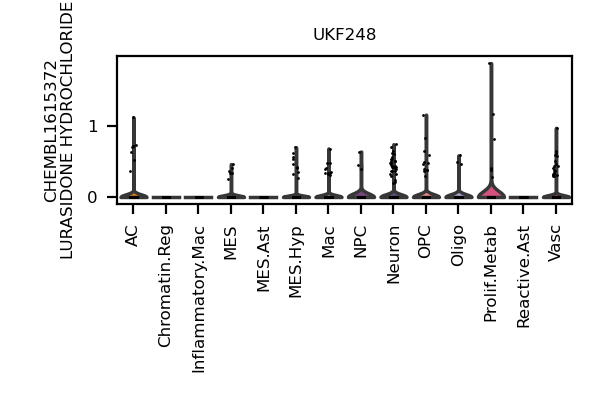 UKF248
CHEMBL1615372
LURASIDONE HYDROCHLORIDE
1
0
AC
Chromatin.Reg
Inflammatory.Mac
MES
MES.Ast
MES.Hyp
Mac
NPC
Neuron
OPC
Oligo
Prolif.Metab
Reactive.Ast
Vasc